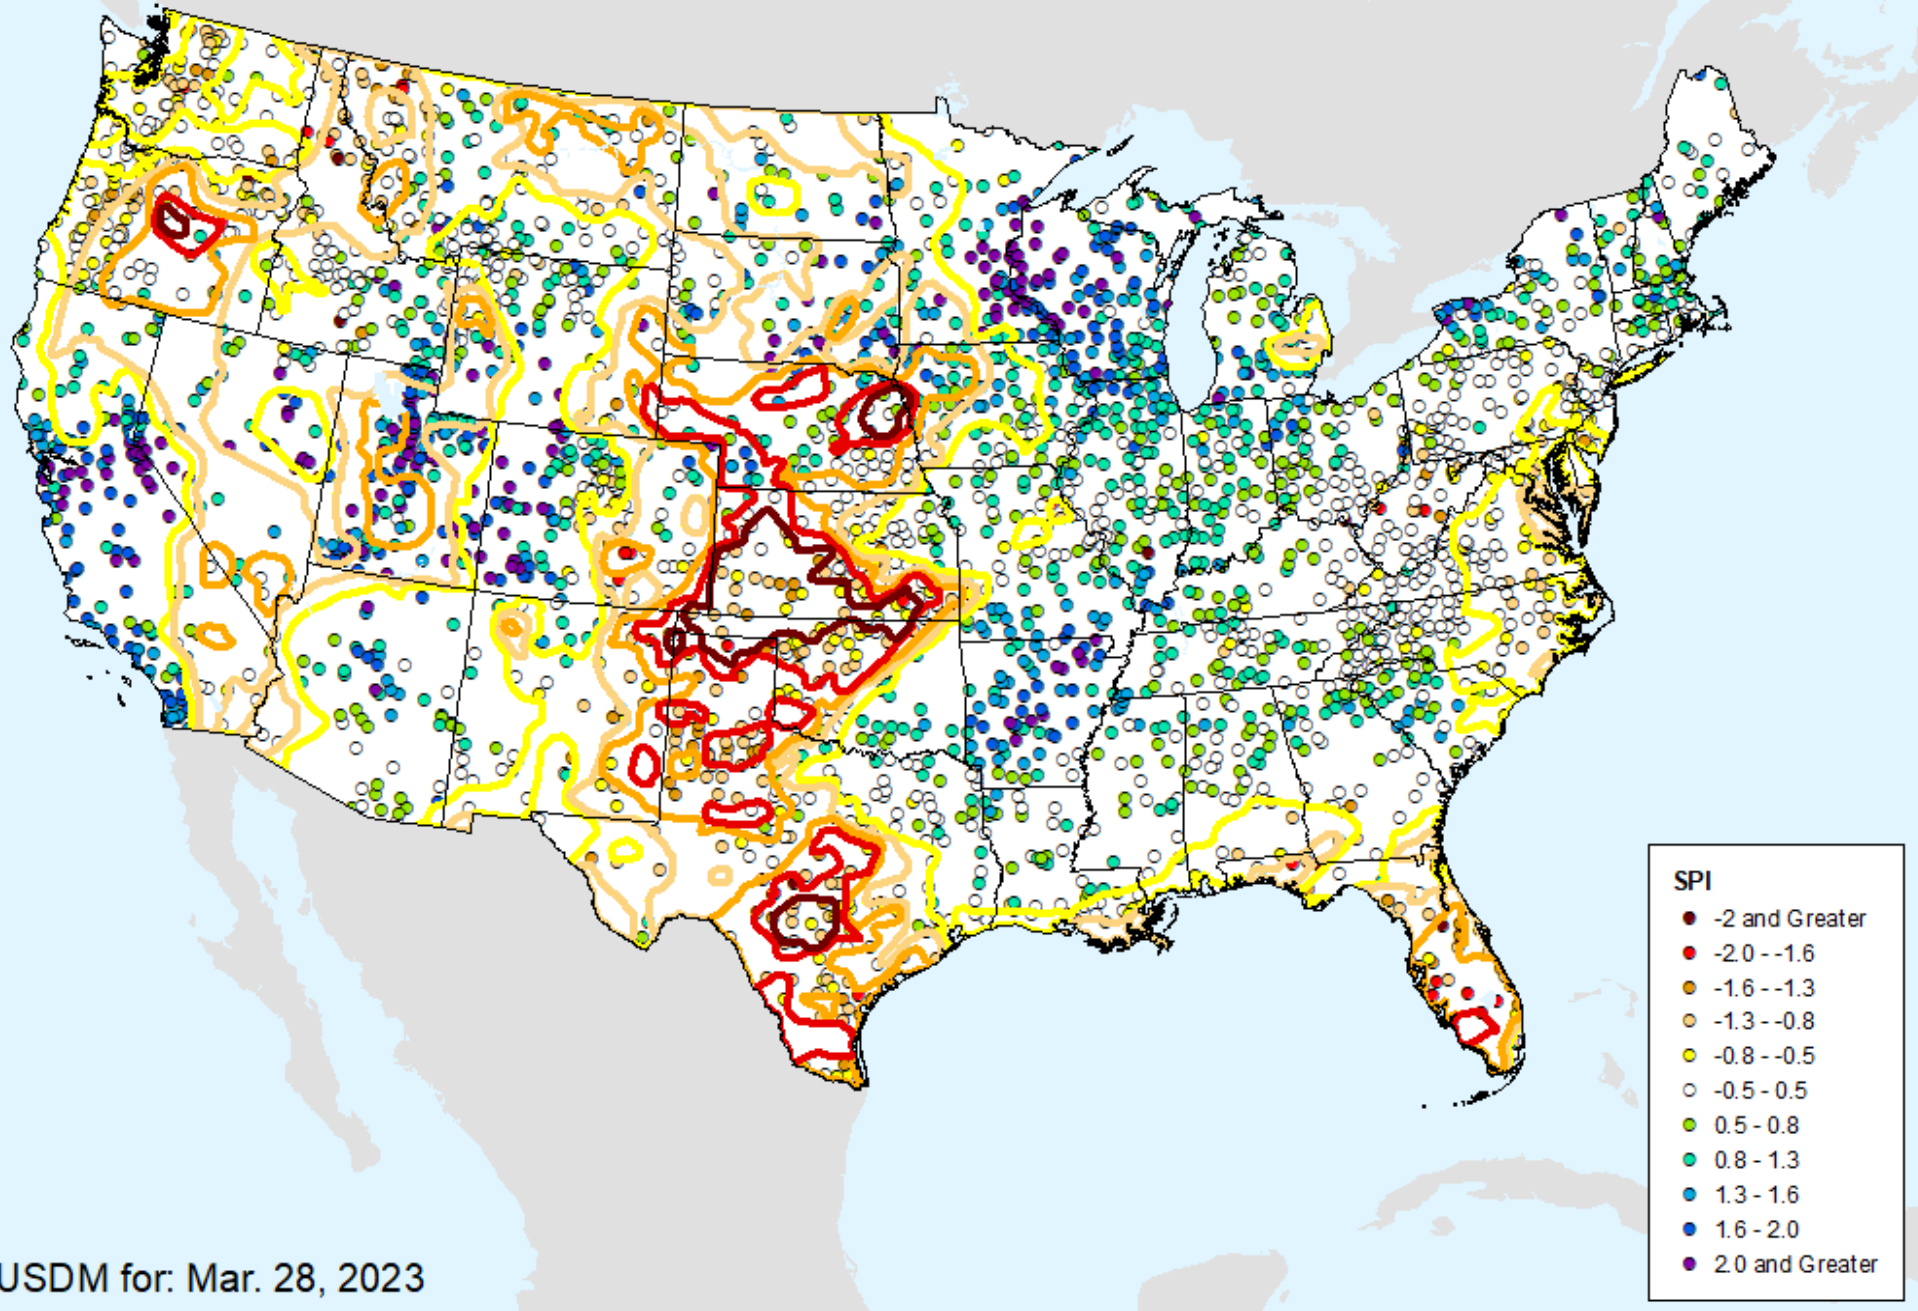 SPI
-2 and Greater
-2.0 - -1.6
-1.6 - -1.3
-1.3 - -0.8
-0.8 - -0.5
-0.5 - 0.5
0.5 - 0.8
0.8 - 1.3
1.3 - 1.6
1.6 - 2.0
2.0 and Greater
USDM for: Mar. 28, 2023